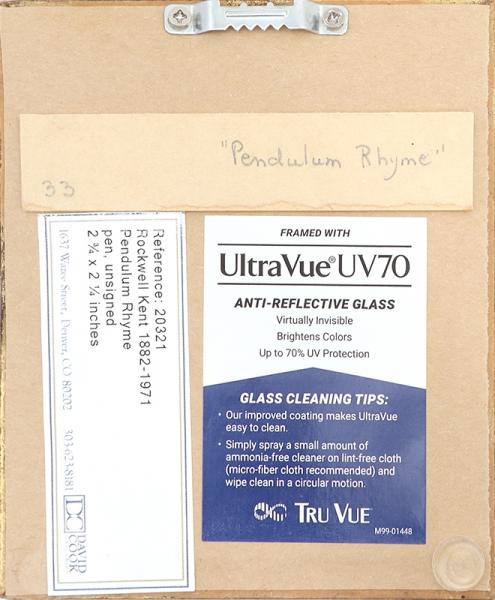 "Pendulum Rhyme"
33
Reference: 20321
Rockwell Kent 1882-1971
Pendulum Rhyme
pen, unsigned
2 ¾ x 2 ¼ inches
1637 Wazee Street, Denver, CO 80202 303-623-8181
DC
DAVID
COOK
FRAMED WITH
UltraVue® UV70
ANTI-REFLECTIVE GLASS
Virtually Invisible
Brightens Colors
Up to 70% UV Protection
GLASS CLEANING TIPS:
• Our improved coating makes UltraVue
easy to clean.
• Simply spray a small amount of
ammonia-free cleaner on lint-free cloth
(micro-fiber cloth recommended) and
wipe clean in a circular motion.
TRU VUE®
M99-01448